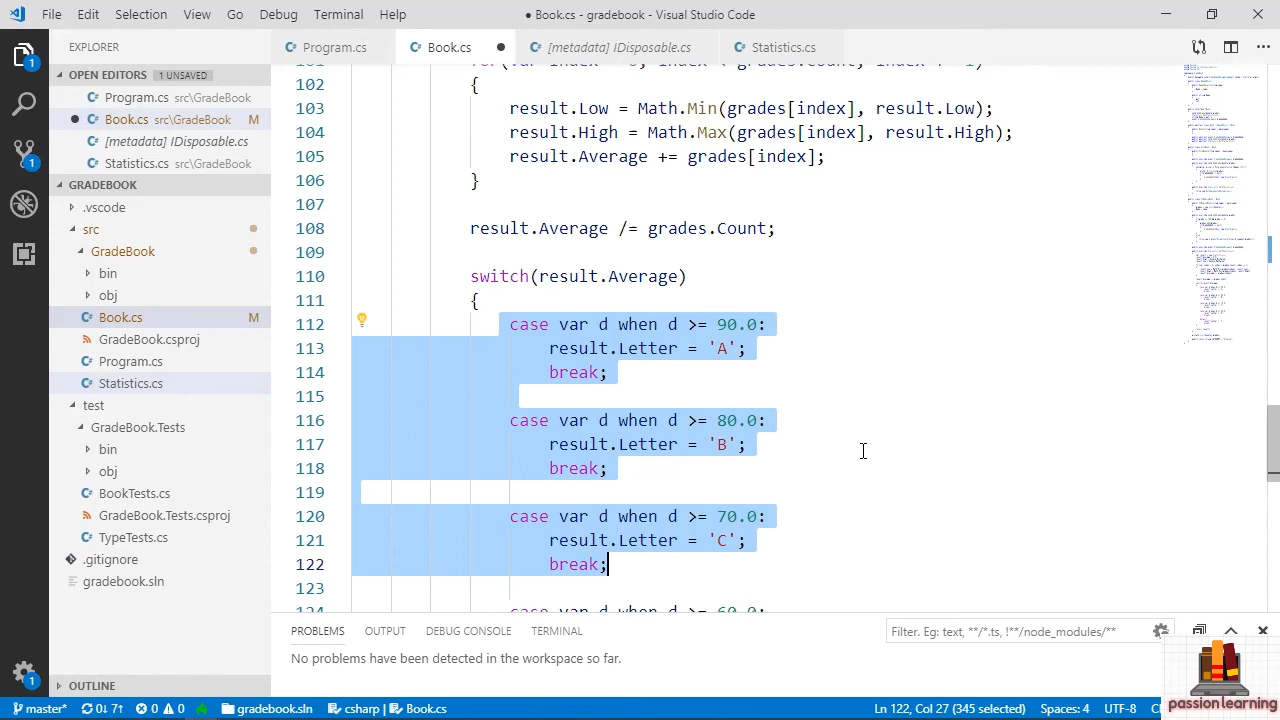 File Edit Selection View Go Debug Terminal Help
● Book.cs - gradebook - Visual Studio Code
EXPLORER
OPEN EDITORS 1 UNSAVED
Program.cs src\GradeBook
Book.cs src\GradeBook M
[metadata] IDisposable.cs
Statistics.cs src\GradeB...
GRADEBOOK
.vscode
src
GradeBook
bin
obj
Book.cs M
GradeBook.csproj
Program.cs
Statistics.cs
test
GradeBook.Tests
bin
obj
BookTests.cs
GradeBook.Tests.csproj
TypeTests.cs
.gitignore
gradebook.sln
OUTLINE
Program.cs Book.cs [metadata] IDisposable.cs Statistics.cs
102 {
103 result.Low = Math.Min(grades[index], result.Low);
104 result.High = Math.Max(grades[index], result.High);
105 result.Average += grades[index];
106 }
107
108 result.Average /= grades.Count;
109
110 switch(result.Average)
111 {
112 case var d when d >= 90.0:
113 result.Letter = 'A';
114 break;
115
116 case var d when d >= 80.0:
117 result.Letter = 'B';
118 break;
119
120 case var d when d >= 70.0:
121 result.Letter = 'C';
122 break;
123
124 case var d when d >= 60.0:
PROBLEMS OUTPUT DEBUG CONSOLE TERMINAL
Filter. Eg: text, **/*.ts, !**/node_modules/**
No problems have been detected in the workspace so far.
master* 0↓ 7↑ 0 0 gradebook.sln csharp | Book.cs Ln 122, Col 27 (345 selected) Spaces: 4 UTF-8
passion learning